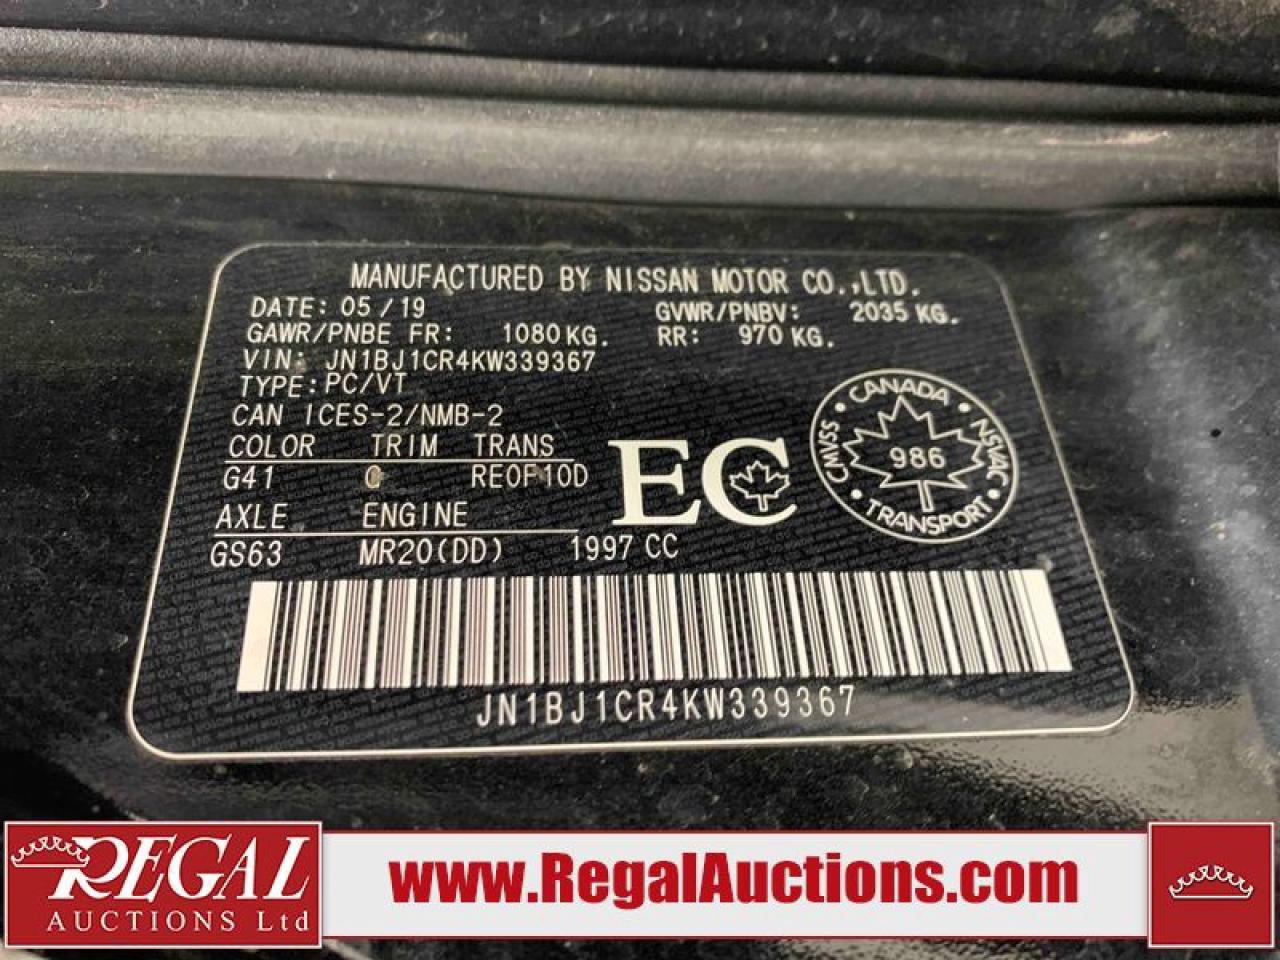 MANUFACTURED BY NISSAN MOTOR CO.,LTD.
DATE: 05/19 GVWR/PNBV: 2035 KG.
GAWR/PNBE FR: 1080 KG. RR: 970 KG.
VIN: JN1BJ1CR4KW339367
TYPE: PC/VT
CAN ICES-2/NMB-2
COLOR TRIM TRANS
G41 RE0F10D
AXLE ENGINE
GS63 MR20(DD) 1997 CC
EC
CANADA
CMVSS 986 NSVAC
TRANSPORT
JN1BJ1CR4KW339367
REGAL
AUCTIONS Ltd
www.RegalAuctions.com